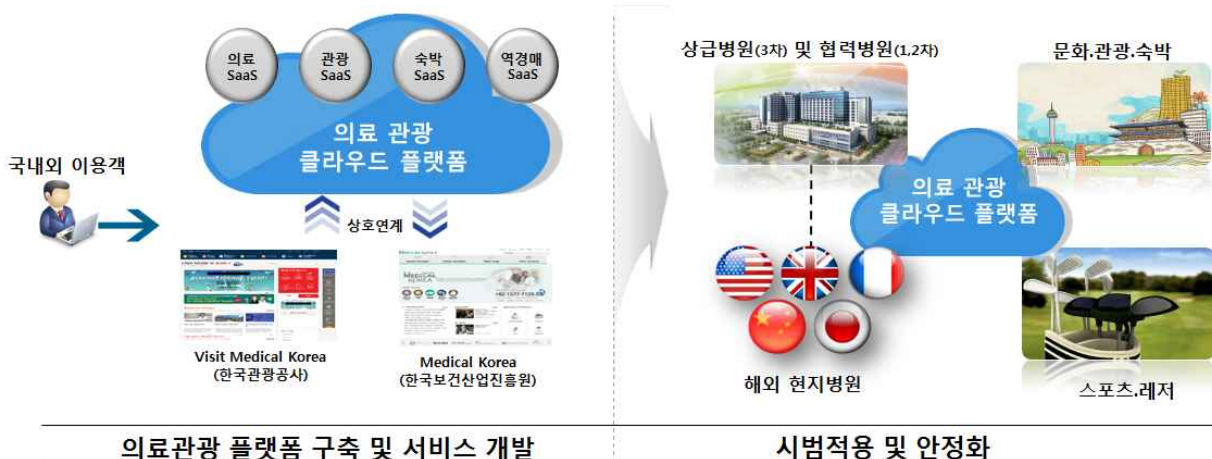 의료
SaaS
관광
SaaS
숙박
SaaS
역경매
SaaS
의료 관광
클라우드 플랫폼
국내외 이용객
상호연계
MEDICAL
KOREA
Visit Medical Korea
(한국관광공사)
Medical Korea
(한국보건산업진흥원)
의료관광 플랫폼 구축 및 서비스 개발
상급병원(3차) 및 협력병원(1,2차)
문화.관광.숙박
의료 관광
클라우드 플랫폼
해외 현지병원
스포츠.레저
시범적용 및 안정화